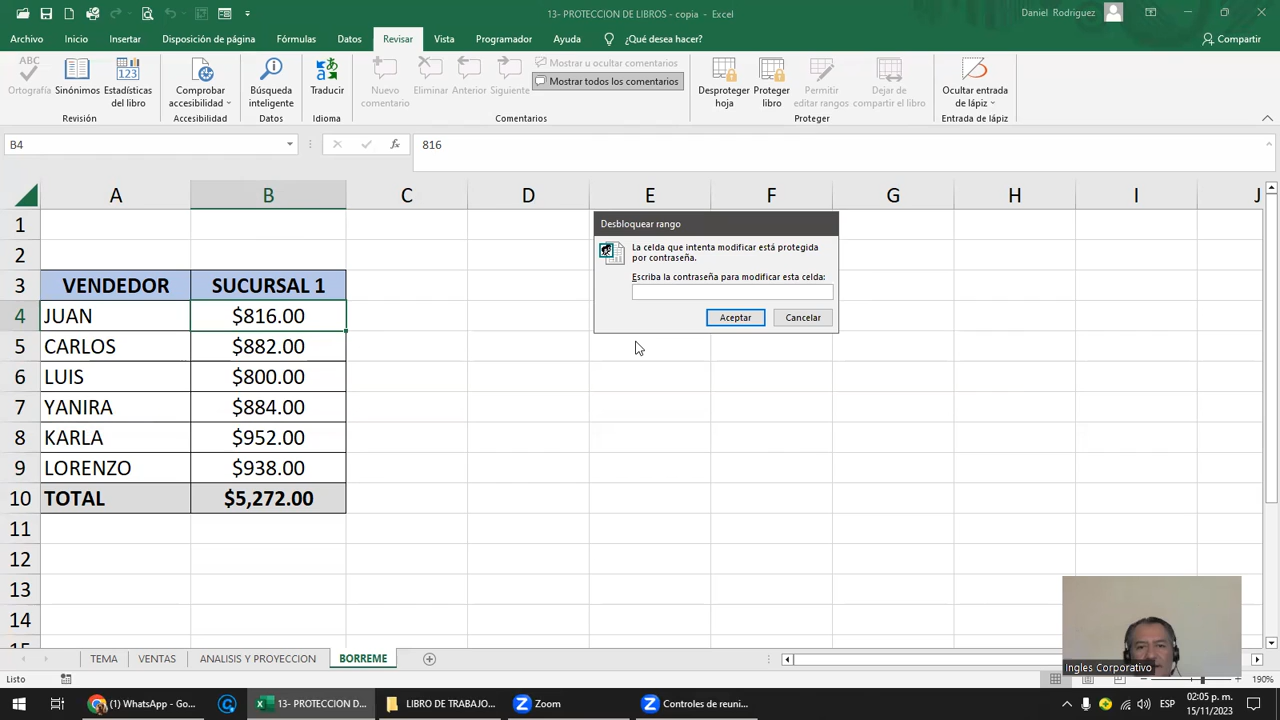 13- PROTECCION DE LIBROS - copia - Excel
Daniel Rodriguez
Archivo Inicio Insertar Disposición de página Fórmulas Datos Revisar Vista Programador Ayuda ¿Qué desea hacer? Compartir
ABC
Ortografía
Sinónimos
123
Estadísticas del libro
Revisión
Comprobar accesibilidad
Accesibilidad
Búsqueda inteligente
Datos
Traducir
Idioma
Nuevo comentario
Eliminar
Anterior
Siguiente
Mostrar u ocultar comentarios
Mostrar todos los comentarios
Comentarios
Desproteger hoja
Proteger libro
Permitir editar rangos
Dejar de compartir el libro
Proteger
Ocultar entrada de lápiz
Entrada de lápiz
B4
fx
816
A B C D E F G H I J
1
2
3 VENDEDOR SUCURSAL 1
4 JUAN $816.00
5 CARLOS $882.00
6 LUIS $800.00
7 YANIRA $884.00
8 KARLA $952.00
9 LORENZO $938.00
10 TOTAL $5,272.00
11
12
13
14
15
Desbloquear rango
La celda que intenta modificar está protegida
por contraseña.
Escriba la contraseña para modificar esta celda:
Aceptar Cancelar
Ingles Corporativo
TEMA VENTAS ANALISIS Y PROYECCION BORREME
Listo
190%
(1) WhatsApp - Go...
13- PROTECCION D...
LIBRO DE TRABAJO...
Zoom
Controles de reuni...
ESP
02:05 p. m.
15/11/2023